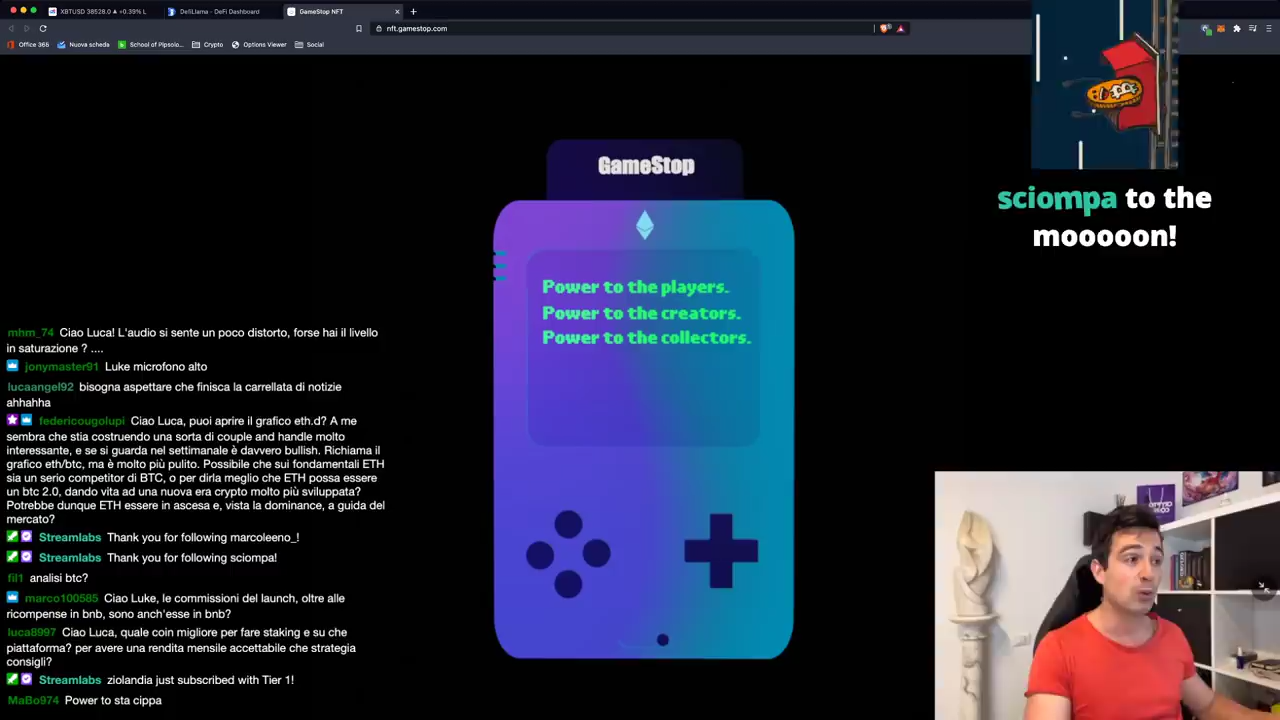 XBTUSD 38528.0 ▲ +0.39% L
DefiLlama - DeFi Dashboard
GameStop NFT
nft.gamestop.com
Office 365
Nuova scheda
School of Pipsolo...
Crypto
Options Viewer
Social
GameStop
Power to the players.
Power to the creators.
Power to the collectors.
sciompa to the
mooooon!
mhm_74 Ciao Luca! L'audio si sente un poco distorto, forse hai il livello
in saturazione ? ....
jonymaster91 Luke microfono alto
lucaangel92 bisogna aspettare che finisca la carrellata di notizie
ahhahha
federicougolupi Ciao Luca, puoi aprire il grafico eth.d? A me
sembra che stia costruendo una sorta di couple and handle molto
interessante, e se si guarda nel settimanale è davvero bullish. Richiama il
grafico eth/btc, ma è molto più pulito. Possibile che sui fondamentali ETH
sia un serio competitor di BTC, o per dirla meglio che ETH possa essere
un btc 2.0, dando vita ad una nuova era crypto molto più sviluppata?
Potrebbe dunque ETH essere in ascesa e, vista la dominance, a guida del
mercato?
Streamlabs Thank you for following marcoleeno_!
Streamlabs Thank you for following sciompa!
fil1 analisi btc?
marco100585 Ciao Luke, le commissioni del launch, oltre alle
ricompense in bnb, sono anch'esse in bnb?
luca8997 Ciao Luca, quale coin migliore per fare staking e su che
piattaforma? per avere una rendita mensile accettabile che strategia
consigli?
Streamlabs ziolandia just subscribed with Tier 1!
MaBo974 Power to sta cippa